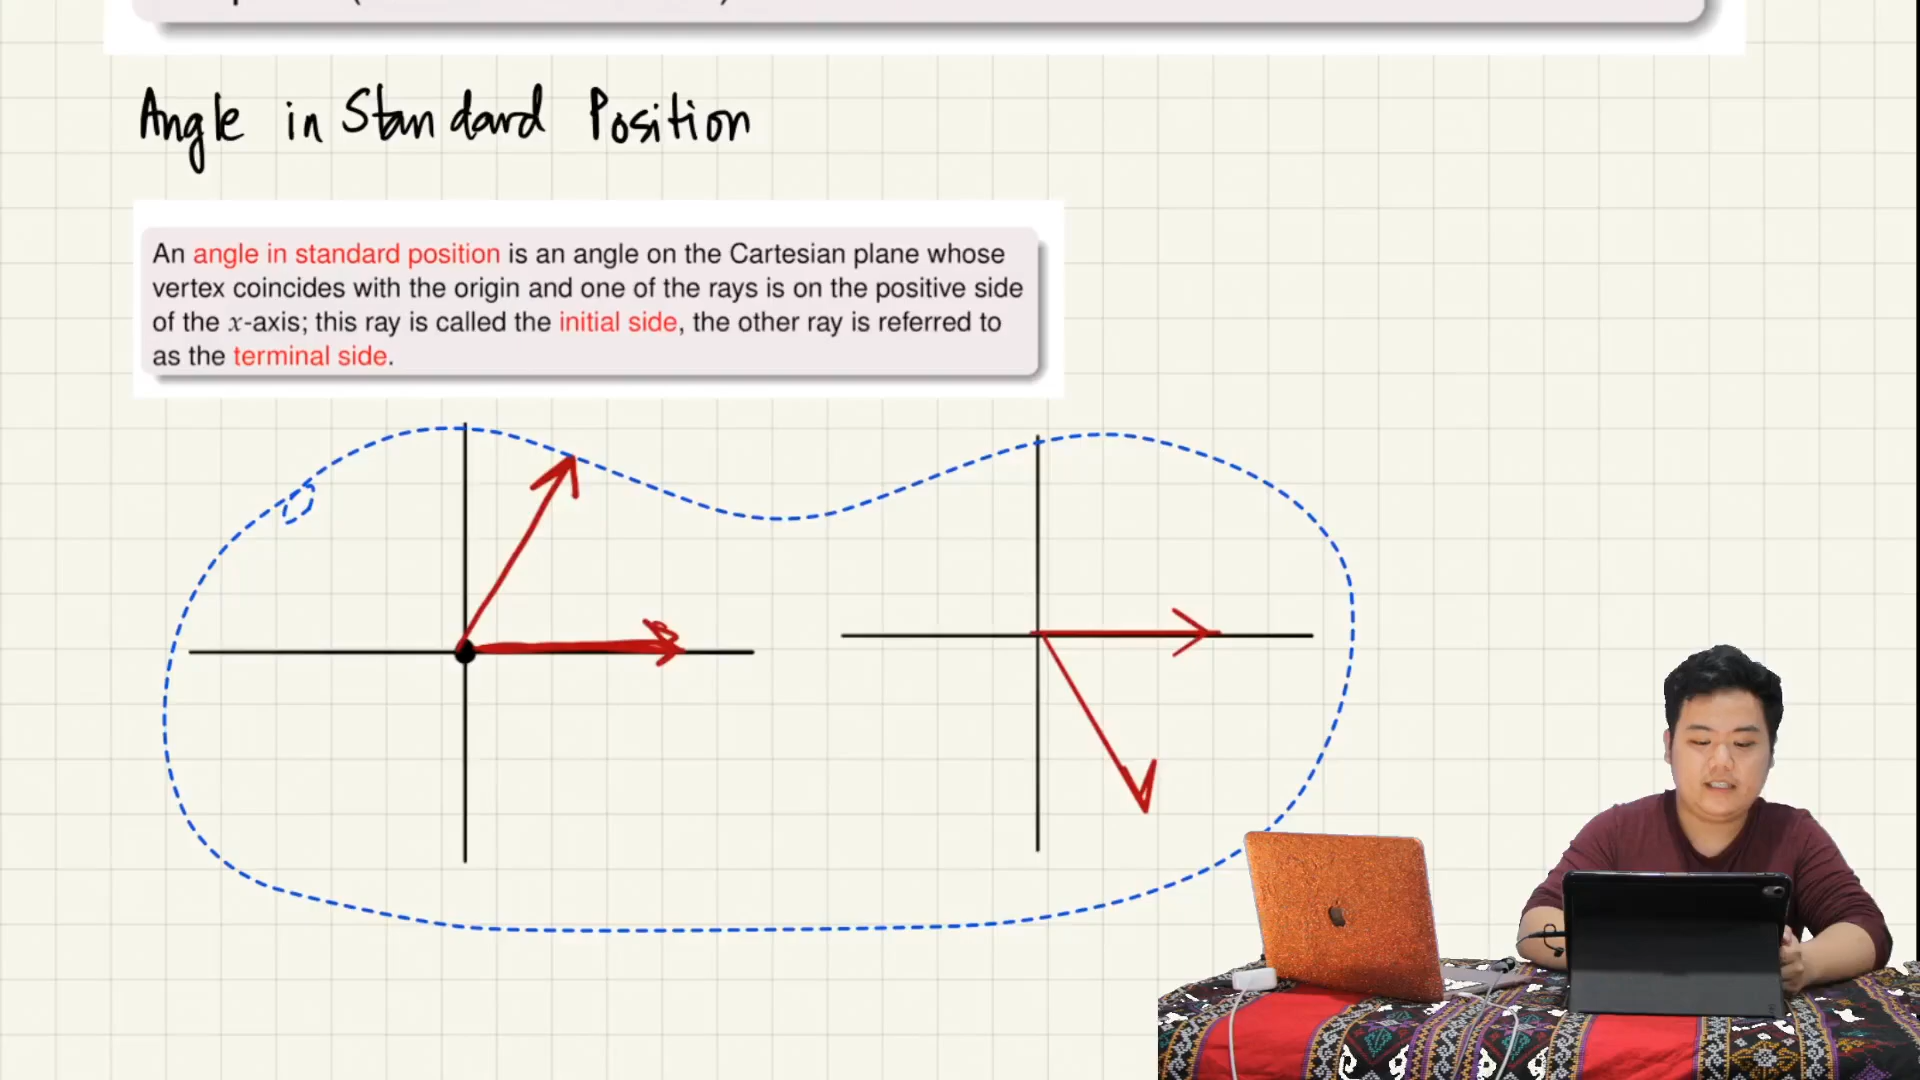 Angle in Standard Position
An angle in standard position is an angle on the Cartesian plane whose
vertex coincides with the origin and one of the rays is on the positive side
of the x-axis; this ray is called the initial side, the other ray is referred to
as the terminal side.